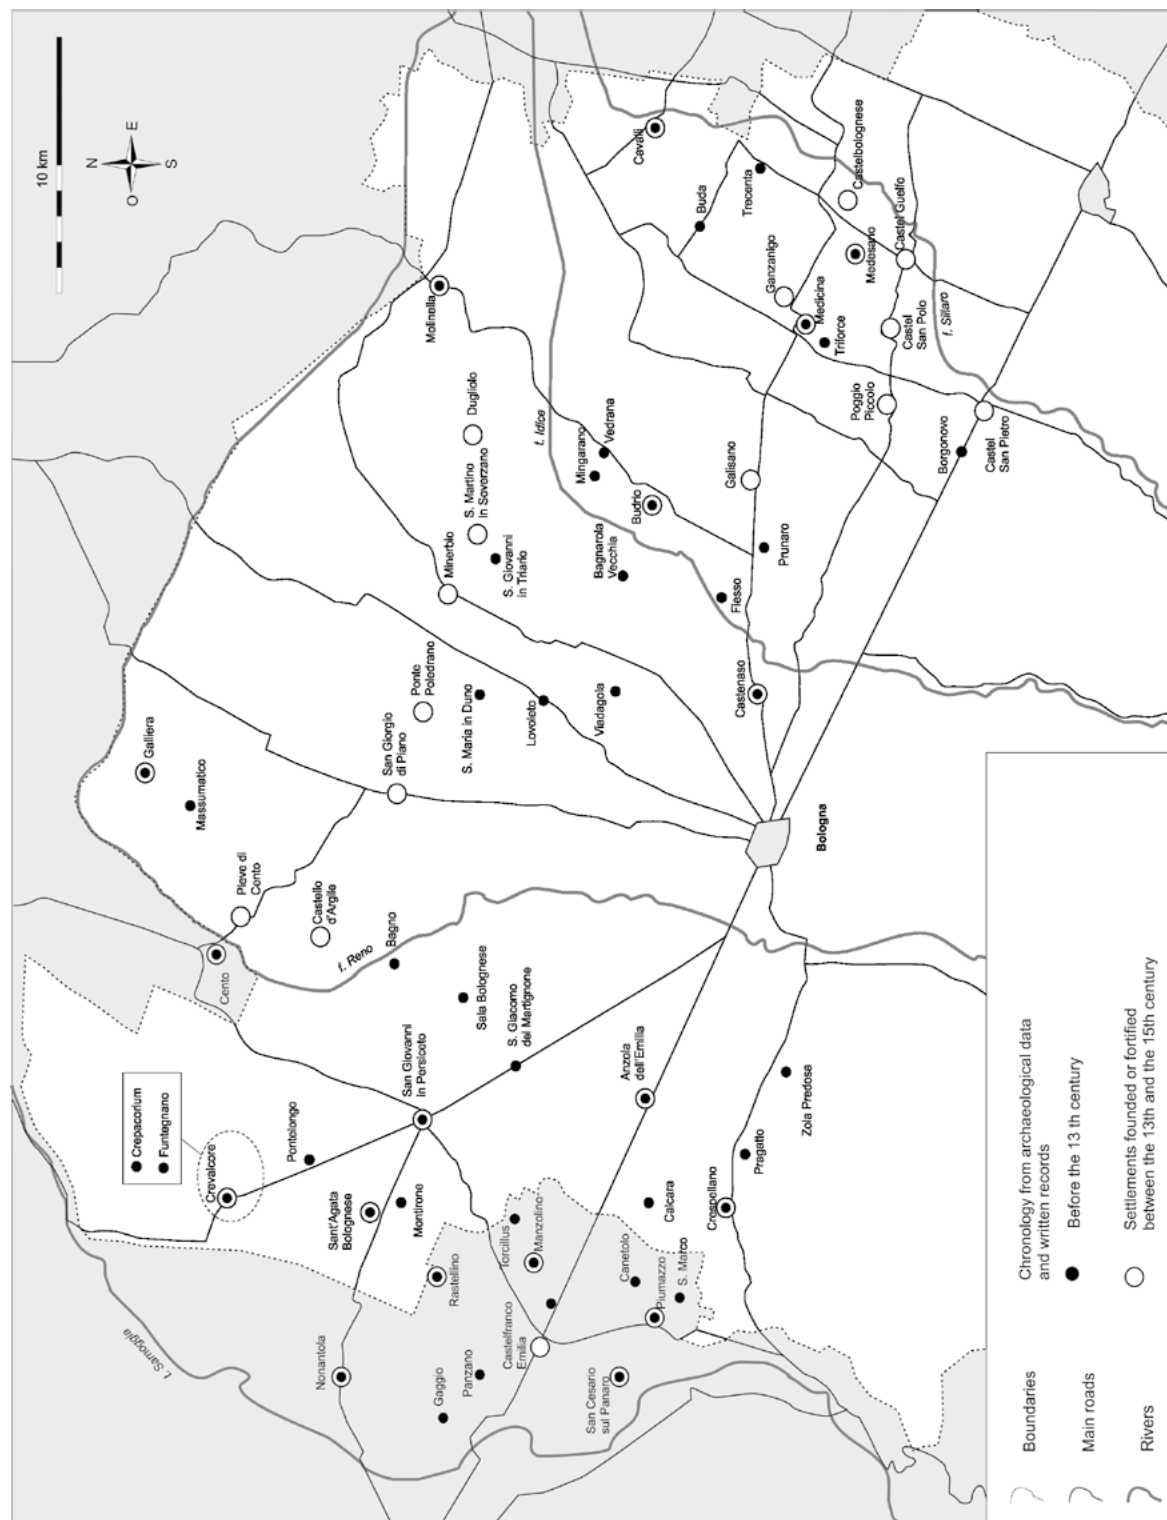 10 km
N
E
S
O
Crepacorium
Funtegnano
Crevalcore
Pontolongo
Cento
Pieve di
Cento
Castello
d'Argile
f. Reno
Bagno
Galliera
Massumatico
San Giorgio
di Piano
Ponte
Poledrano
S. Maria in Duno
Lovoleto
Viadagola
Minerbio
S. Martino
in Soverzano
S. Giovanni
in Triario
Dugliolo
Molinella
t. Idice
Mingarano
Vedrana
Bagnarola
Vecchia
Budrio
Fiesso
Prunaro
Castenaso
Galisano
Cavalli
Buda
Trecenta
Ganzanigo
Medicina
Triforce
Castelbolognese
Medesano
Castel Guelfo
Castel
San Polo
f. Sillaro
Poggio
Piccolo
Borgonovo
Castel
San Pietro
Bologna
Sala Bolognese
S. Giacomo
del Martignone
San Giovanni
in Persiceto
Sant'Agata
Bolognese
Montirone
Rastellino
Torcillus
Manzolino
Anzola
dell'Emilia
Calcara
Canetolo
S. Marco
Piumazzo
Crespellano
Pragatto
Zola Predosa
t. Samoggia
Nonantola
Gaggio
Panzano
Castelfranco
Emilia
San Cesario
sul Panaro
Boundaries
Main roads
Rivers
Chronology from archaeological data
and written records
Before the 13 th century
Settlements founded or fortified
between the 13th and the 15th century